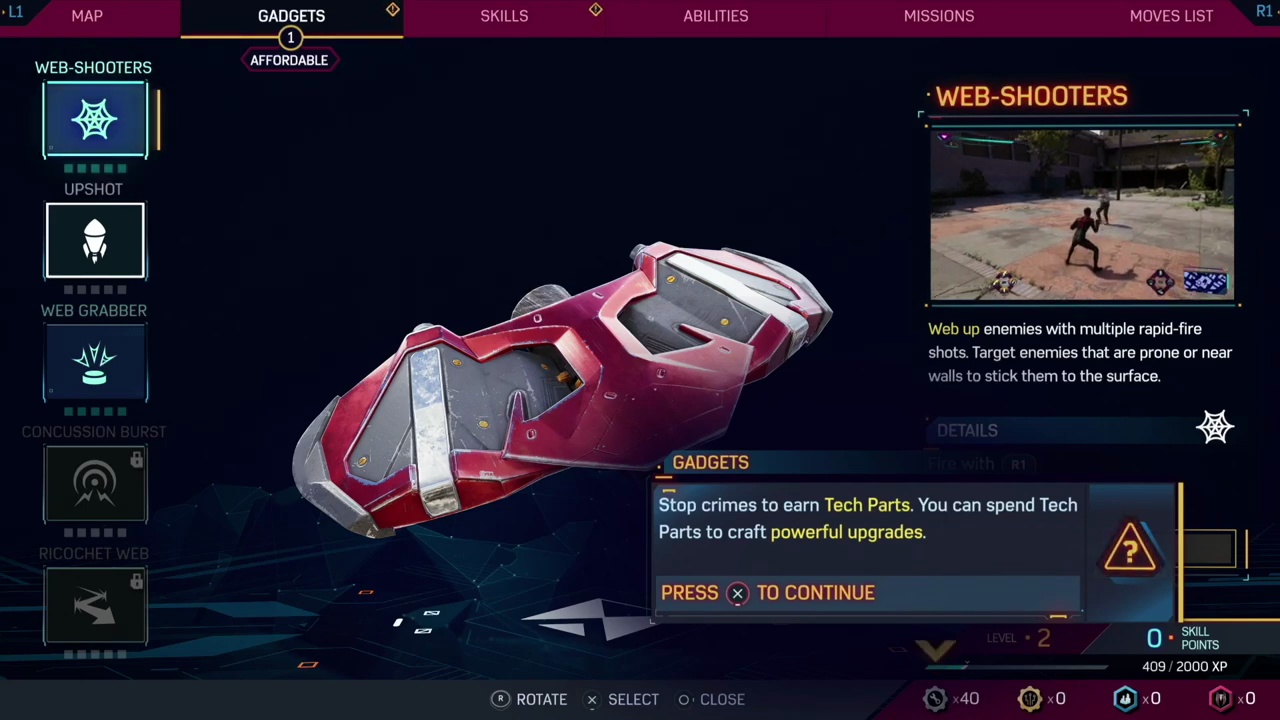 L1
MAP
GADGETS
SKILLS
ABILITIES
MISSIONS
MOVES LIST
R1
1
AFFORDABLE
WEB-SHOOTERS
UPSHOT
WEB GRABBER
CONCUSSION BURST
RICOCHET WEB
WEB-SHOOTERS
Web up enemies with multiple rapid-fire
shots. Target enemies that are prone or near
walls to stick them to the surface.
DETAILS
Fire with R1
GADGETS
Stop crimes to earn Tech Parts. You can spend Tech
Parts to craft powerful upgrades.
PRESS ✕ TO CONTINUE
LEVEL • 2
0 SKILL
POINTS
409 / 2000 XP
R ROTATE ✕ SELECT ○ CLOSE
x40
x0
x0
x0